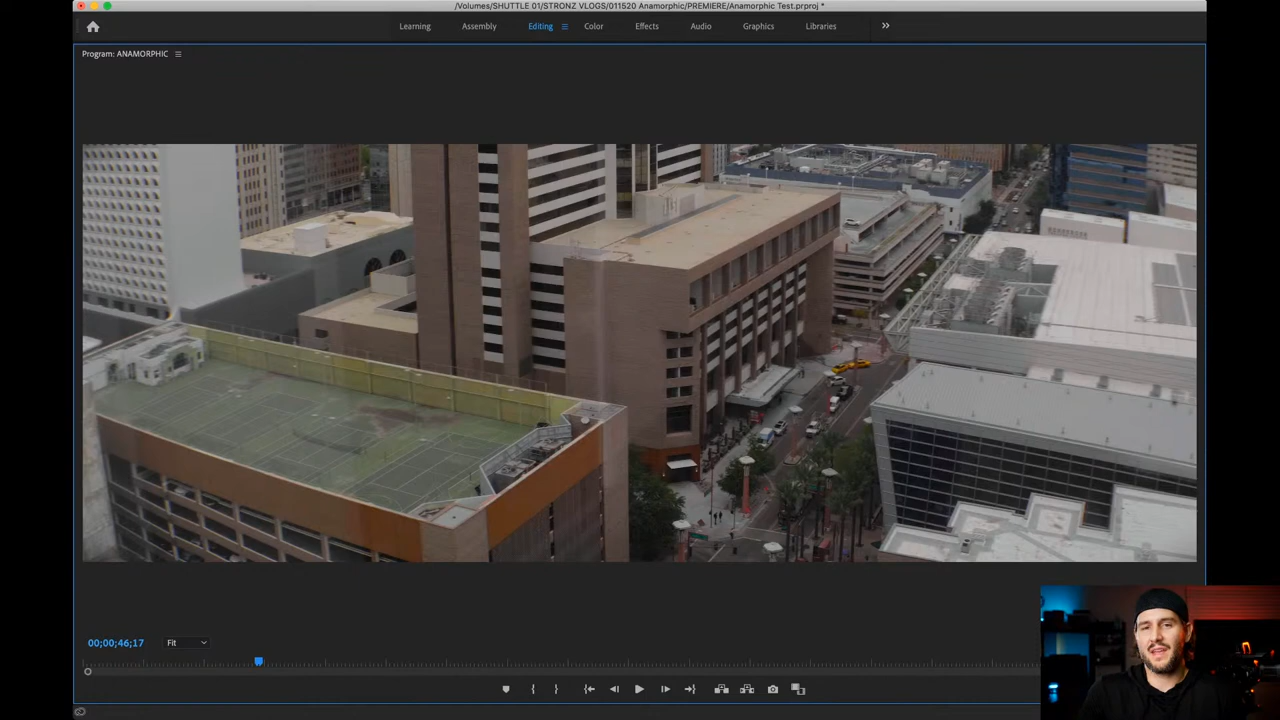 /Volumes/SHUTTLE 01/STRONZ VLOGS/011520 Anamorphic/PREMIERE/Anamorphic Test.prproj *
Learning Assembly Editing Color Effects Audio Graphics Libraries
Program: ANAMORPHIC
00;00;46;17 Fit